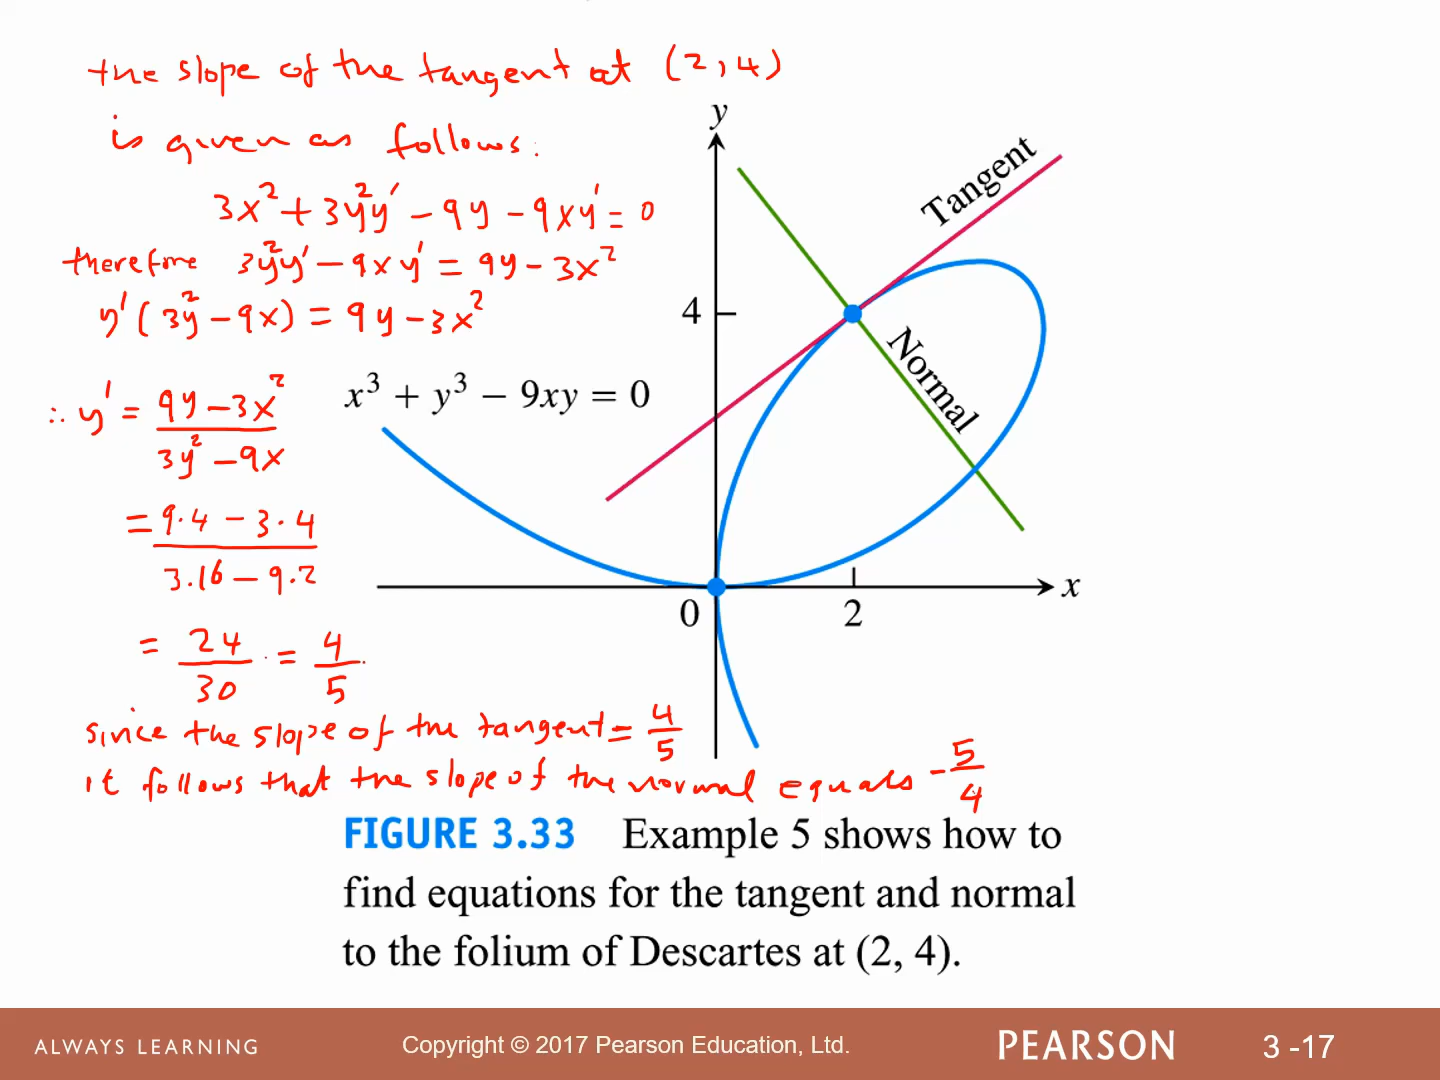 the slope of the tangent at (2,4)
is given as follows:
3x² + 3y²y' - 9y - 9xy' = 0
therefore 3y²y' - 9xy' = 9y - 3x²
y'(3y² - 9x) = 9y - 3x²
∴ y' = (9y - 3x²)/(3y² - 9x)
= (9·4 - 3·4)/(3·16 - 9·2)
= 24/30 = 4/5
since the slope of the tangent = 4/5
it follows that the slope of the normal equals -5/4
x³ + y³ − 9xy = 0
y
Tangent
4
Normal
0
2
x
FIGURE 3.33 Example 5 shows how to
find equations for the tangent and normal
to the folium of Descartes at (2, 4).
ALWAYS LEARNING
Copyright © 2017 Pearson Education, Ltd.
PEARSON
3 -17